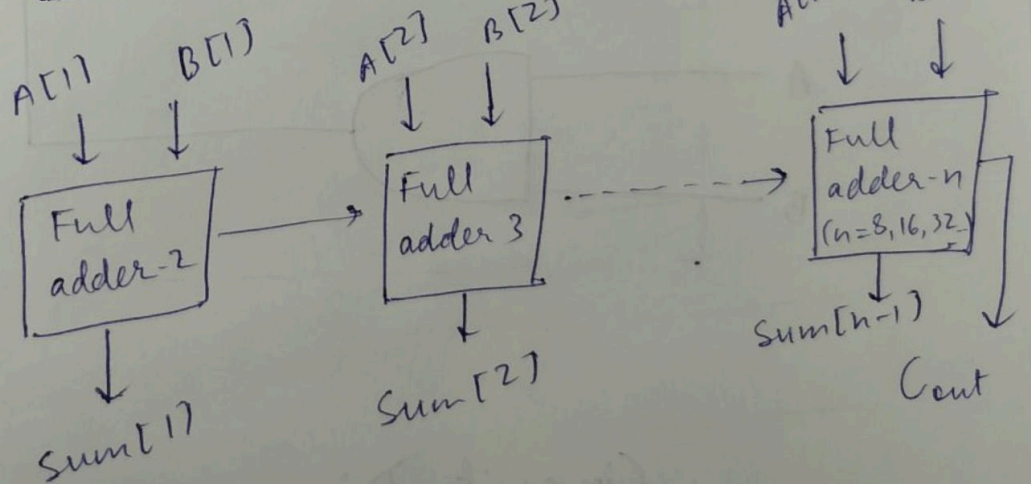 A[1]
B[1]
A[2]
B[2]
Full
adder-2
Full
adder 3
Full
adder-n
(n=8,16,32..)
Sum[1]
Sum[2]
Sum[n-1]
Cout